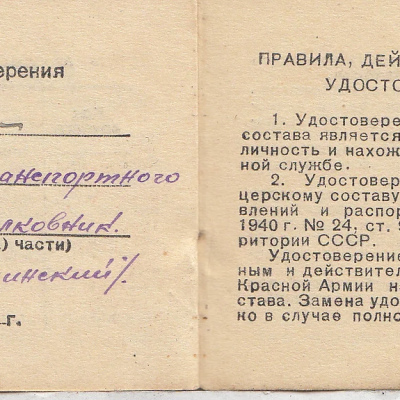 ерения
анспортного
лковник.
) части)
инский/.
г.
ПРАВИЛА, ДЕЙ
УДОСТО
1. Удостовере
состава является
личность и нахож
ной службе.
2. Удостовер
церскому составу
влений и распор
1940 г. № 24, ст.
ритории СССР.
Удостоверение
ным и действител
Красной Армии на
става. Замена удо
ко в случае полно